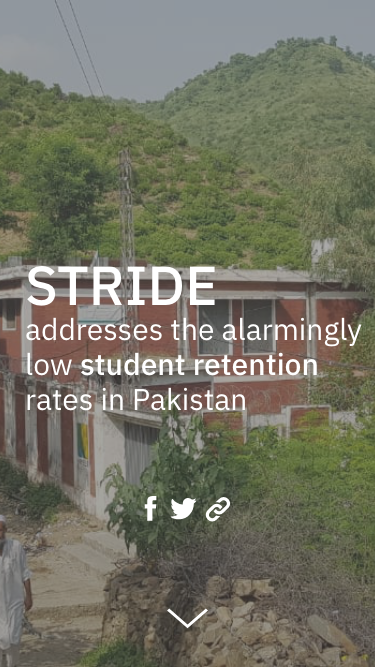 STRIDE
addresses the alarmingly
low student retention
rates in Pakistan